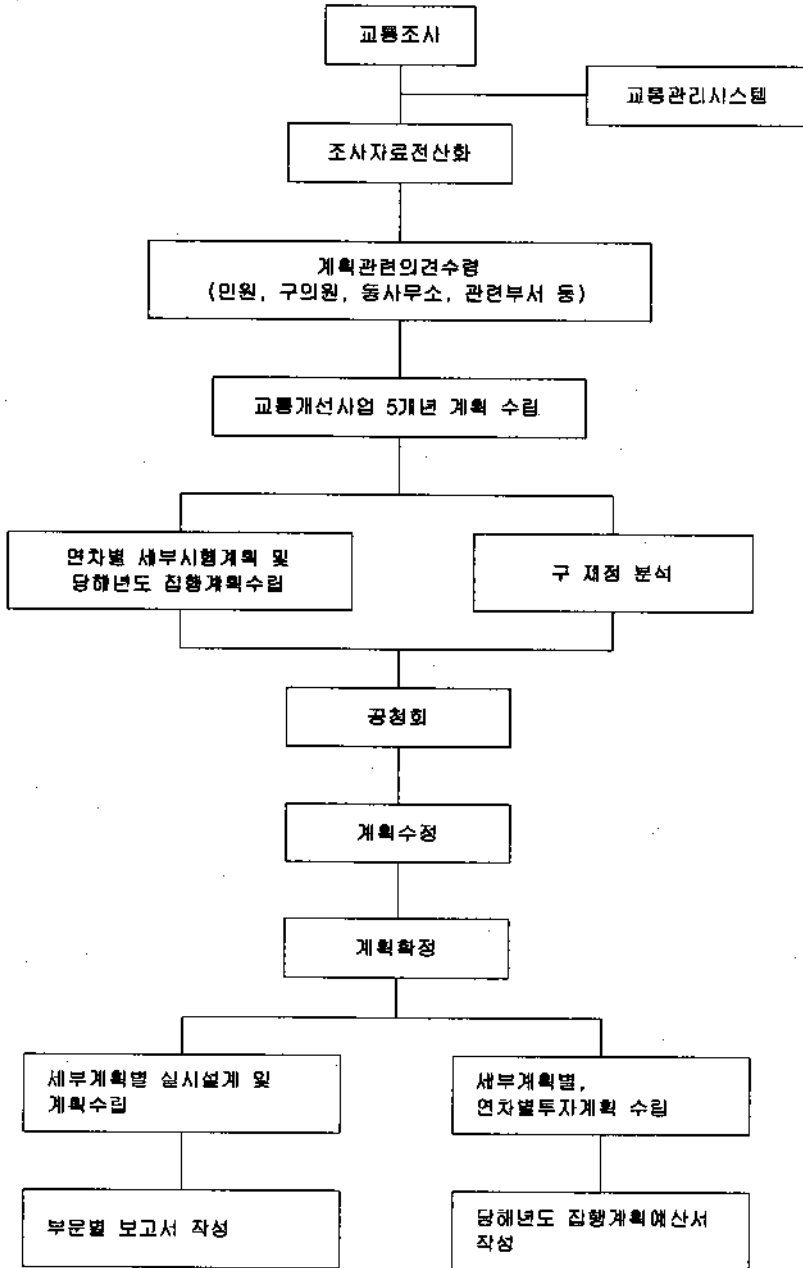 교통조사
교통관리시스템
조사자료전산화
계획관련의견수령
(민원, 구의원, 동사무소, 관련부서 등)
교통개선사업 5개년 계획 수립
연차별 세부시행계획 및
당해년도 집행계획수립
구 재정 분석
공청회
계획수정
계획확정
세부계획별 실시설계 및
계획수립
세부계획별,
연차별투자계획 수립
부문별 보고서 작성
당해년도 집행계획예산서
작성